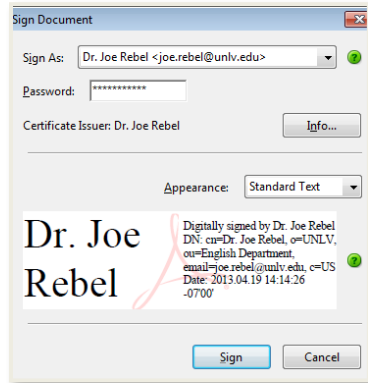 Sign Document
Sign As: Dr. Joe Rebel <joe.rebel@unlv.edu>
Password: ***********
Certificate Issuer: Dr. Joe Rebel Info...
Appearance: Standard Text
Dr. Joe
Rebel
Digitally signed by Dr. Joe Rebel
DN: cn=Dr. Joe Rebel, o=UNLV,
ou=English Department,
email=joe.rebel@unlv.edu, c=US
Date: 2013.04.19 14:14:26
-07'00'
Sign Cancel